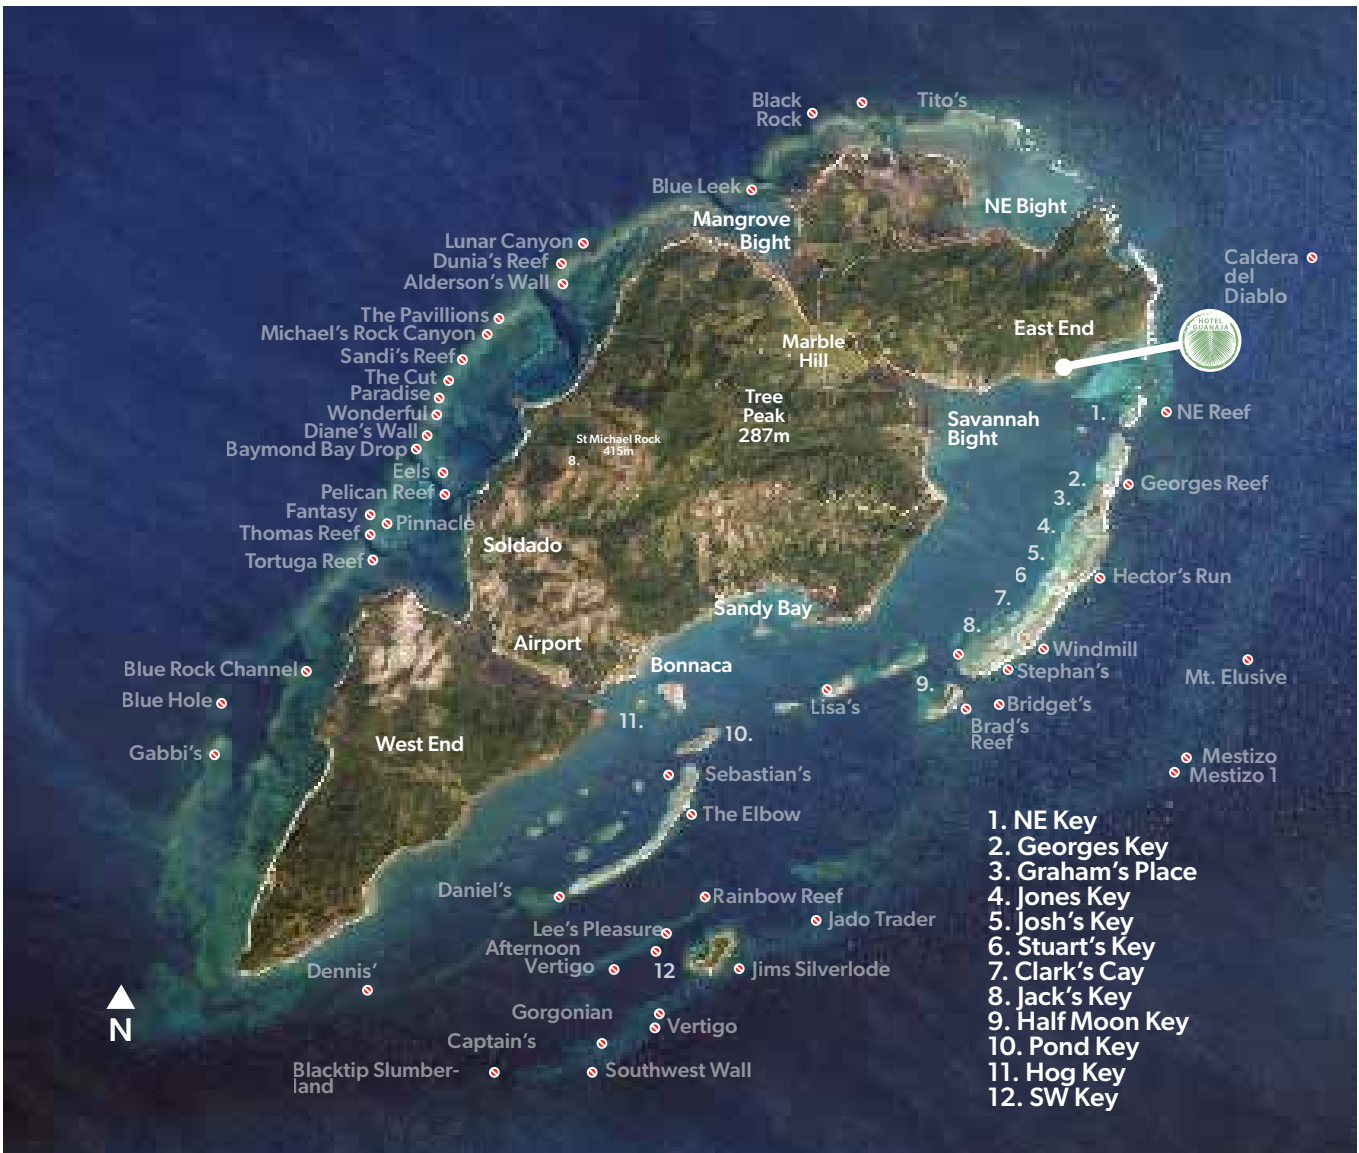 Black
Rock
Tito's
Blue Leek
NE Bight
Mangrove
Bight
Lunar Canyon
Dunia's Reef
Alderson's Wall
Caldera
del
Diablo
The Pavillions
Michael's Rock Canyon
Sandi's Reef
The Cut
Paradise
Wonderful
Diane's Wall
Baymond Bay Drop
Eels
Pelican Reef
Fantasy
Pinnacle
Thomas Reef
Tortuga Reef
East End
HOTEL
GUANAJA
Marble
Hill
Tree
Peak
287m
St Michael Rock
415m
8.
Savannah
Bight
1.
NE Reef
2.
Georges Reef
3.
4.
5.
6
Hector's Run
7.
8.
Soldado
Sandy Bay
Airport
Bonnaca
Windmill
Stephan's
Mt. Elusive
9.
Lisa's
Bridget's
Brad's
Reef
Blue Rock Channel
Blue Hole
Gabbi's
West End
11.
10.
Sebastian's
The Elbow
Mestizo
Mestizo 1
Daniel's
Rainbow Reef
Jado Trader
Lee's Pleasure
Afternoon
Vertigo
12
Jims Silverlode
Dennis'
Gorgonian
Vertigo
Captain's
Blacktip Slumber-
land
Southwest Wall
N
1. NE Key
2. Georges Key
3. Graham's Place
4. Jones Key
5. Josh's Key
6. Stuart's Key
7. Clark's Cay
8. Jack's Key
9. Half Moon Key
10. Pond Key
11. Hog Key
12. SW Key